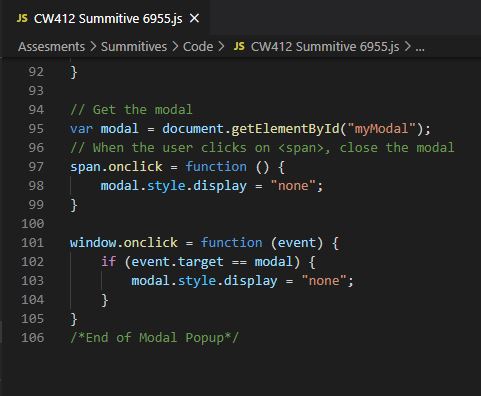 JS CW412 Summitive 6955.js ×
Assesments > Summitives > Code > JS CW412 Summitive 6955.js > ...
92 }
93
94 // Get the modal
95 var modal = document.getElementById("myModal");
96 // When the user clicks on <span>, close the modal
97 span.onclick = function () {
98 modal.style.display = "none";
99 }
100
101 window.onclick = function (event) {
102 if (event.target == modal) {
103 modal.style.display = "none";
104 }
105 }
106 /*End of Modal Popup*/